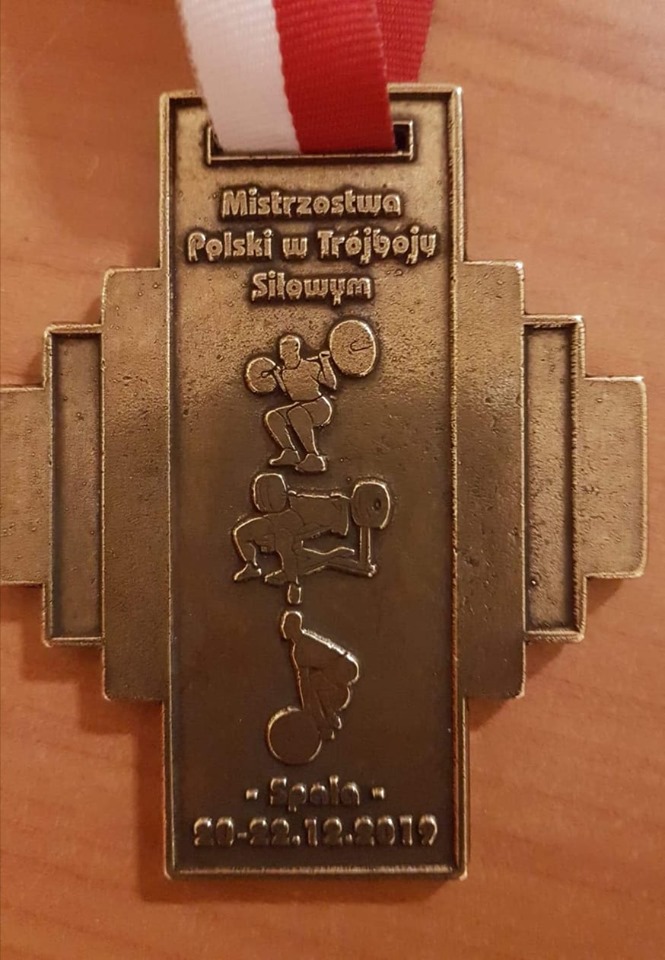 Mistrzostwa
Polski w Trójboju
Siłowym
- Spała -
20-22.12.2019